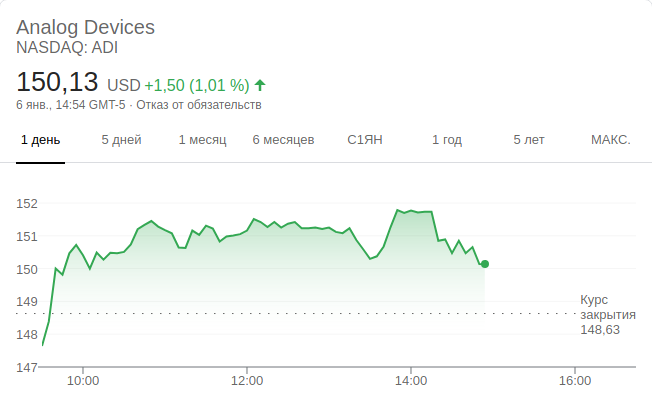 Analog Devices
NASDAQ: ADI
150,13 USD +1,50 (1,01 %)
6 янв., 14:54 GMT-5 · Отказ от обязательств
1 день 5 дней 1 месяц 6 месяцев С1ЯН 1 год 5 лет МАКС.
152
151
150
149
148
147
Курс
закрытия
148,63
10:00 12:00 14:00 16:00